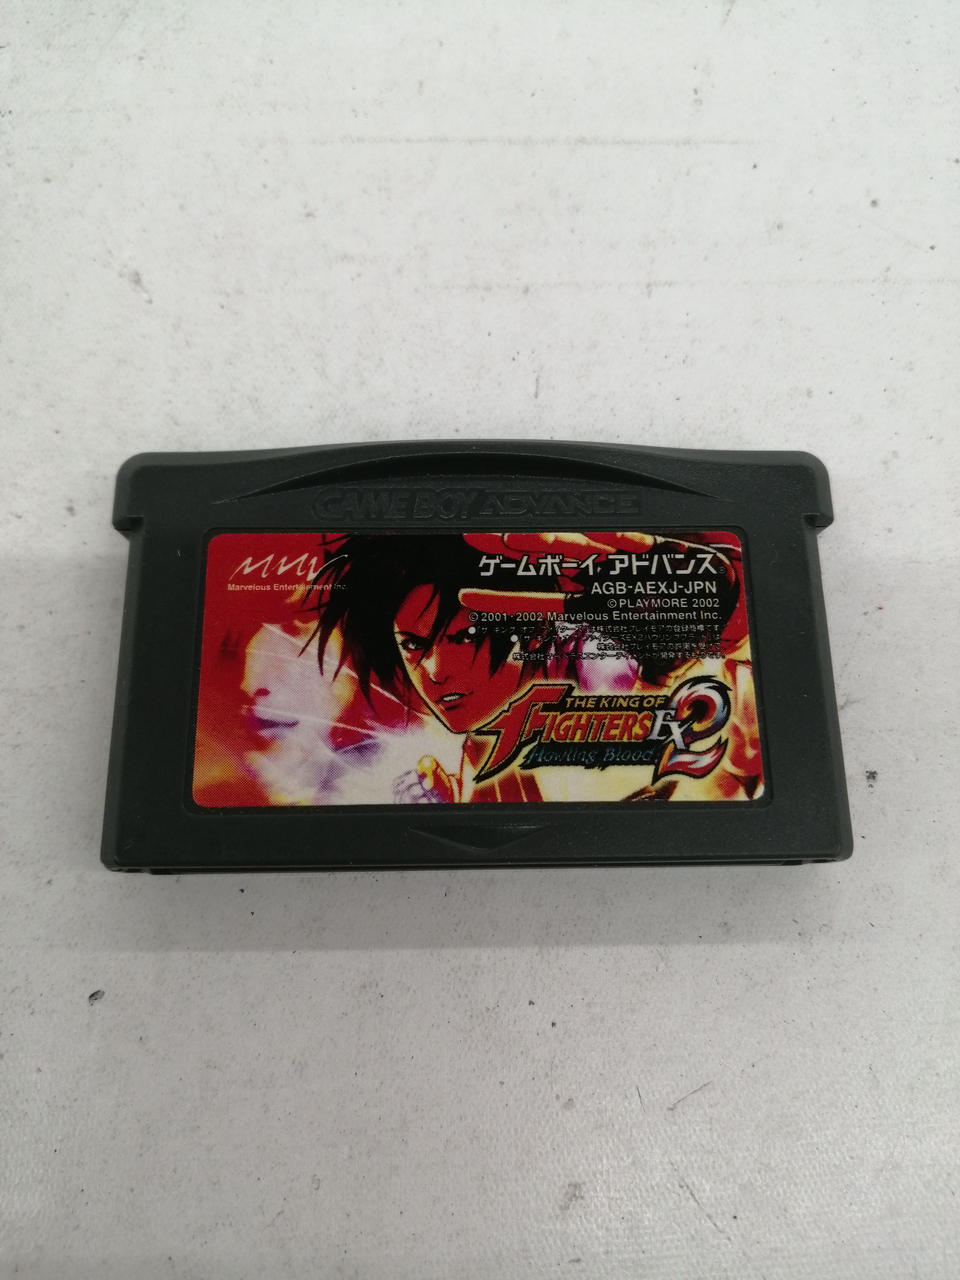 GAME BOY ADVANCE
MMV
Marvelous Entertainment Inc.
ゲームボーイ アドバンス
AGB-AEXJ-JPN
©PLAYMORE 2002
© 2001・2002 Marvelous Entertainment Inc.
THE KING OF
FIGHTERS EX2
Howling Blood